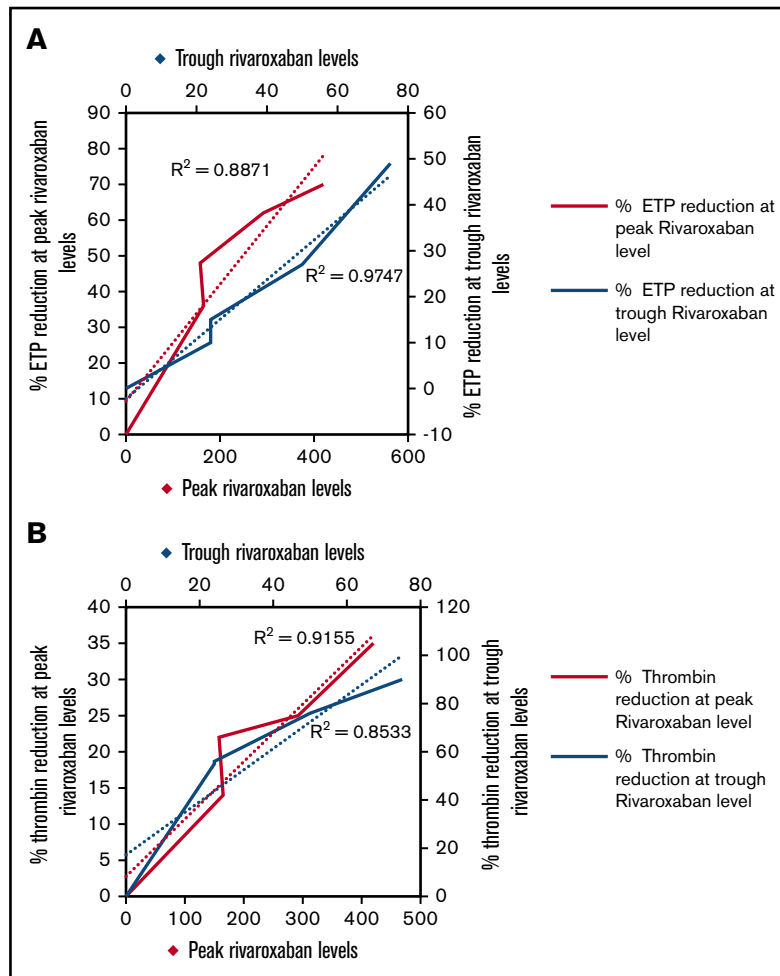 A
Trough rivaroxaban levels
0 20 40 60 80
% ETP reduction at peak rivaroxaban
levels
90
80
70
60
50
40
30
20
10
0
R² = 0.8871
R² = 0.9747
60
50
40
30
20
10
0
-10
% ETP reduction at trough rivaroxaban
levels
0 200 400 600
Peak rivaroxaban levels
% ETP reduction at
peak Rivaroxaban
level
% ETP reduction at
trough Rivaroxaban
level
B
Trough rivaroxaban levels
0 20 40 60 80
% thrombin reduction at peak
rivaroxaban levels
40
35
30
25
20
15
10
5
0
R² = 0.9155
R² = 0.8533
120
100
80
60
40
20
0
% thrombin reduction at trough
rivaroxaban levels
0 100 200 300 400 500
Peak rivaroxaban levels
% Thrombin
reduction at peak
Rivaroxaban level
% Thrombin
reduction at trough
Rivaroxaban level